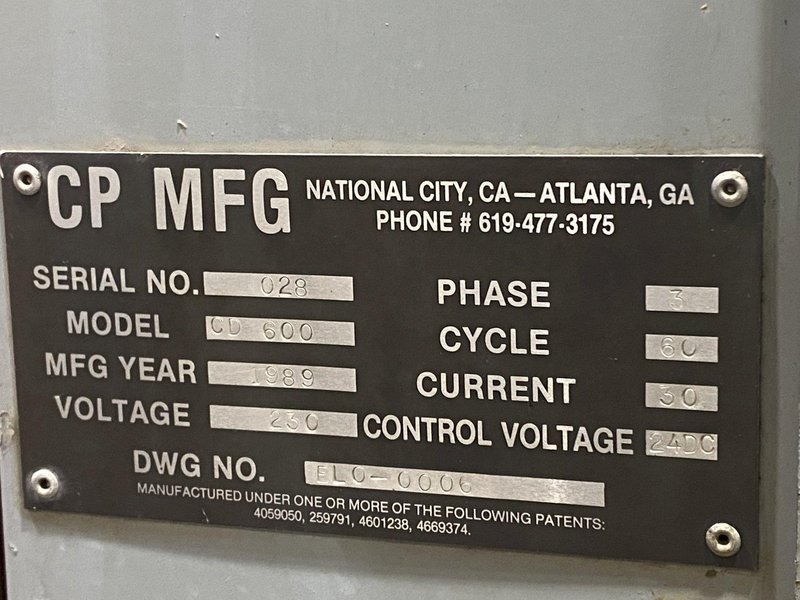 CP MFG NATIONAL CITY, CA — ATLANTA, GA
PHONE # 619-477-3175
SERIAL NO. 028
PHASE 3
MODEL CD 600
CYCLE 60
MFG YEAR 1989
CURRENT 30
VOLTAGE 230
CONTROL VOLTAGE 24DC
DWG NO. ELO-0006
MANUFACTURED UNDER ONE OR MORE OF THE FOLLOWING PATENTS:
4059050, 259791, 4601238, 4669374.